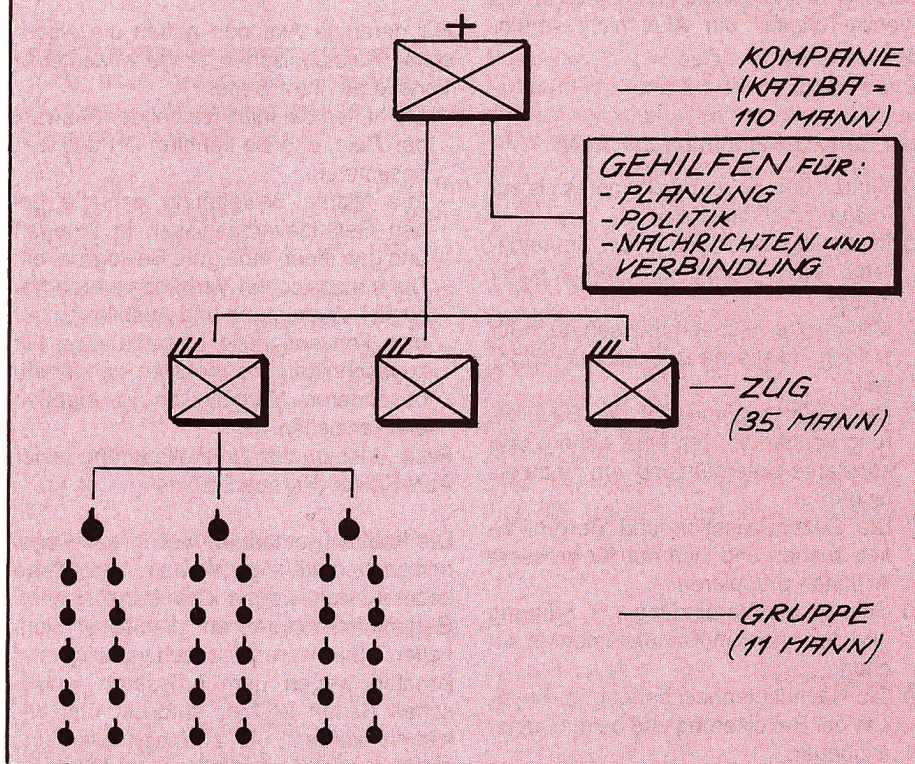 KOMPANIE
(KATIBA =
110 MANN)
GEHILFEN FÜR:
- PLANUNG
- POLITIK
- NACHRICHTEN UND
VERBINDUNG
ZUG
(35 MANN)
GRUPPE
(11 MANN)